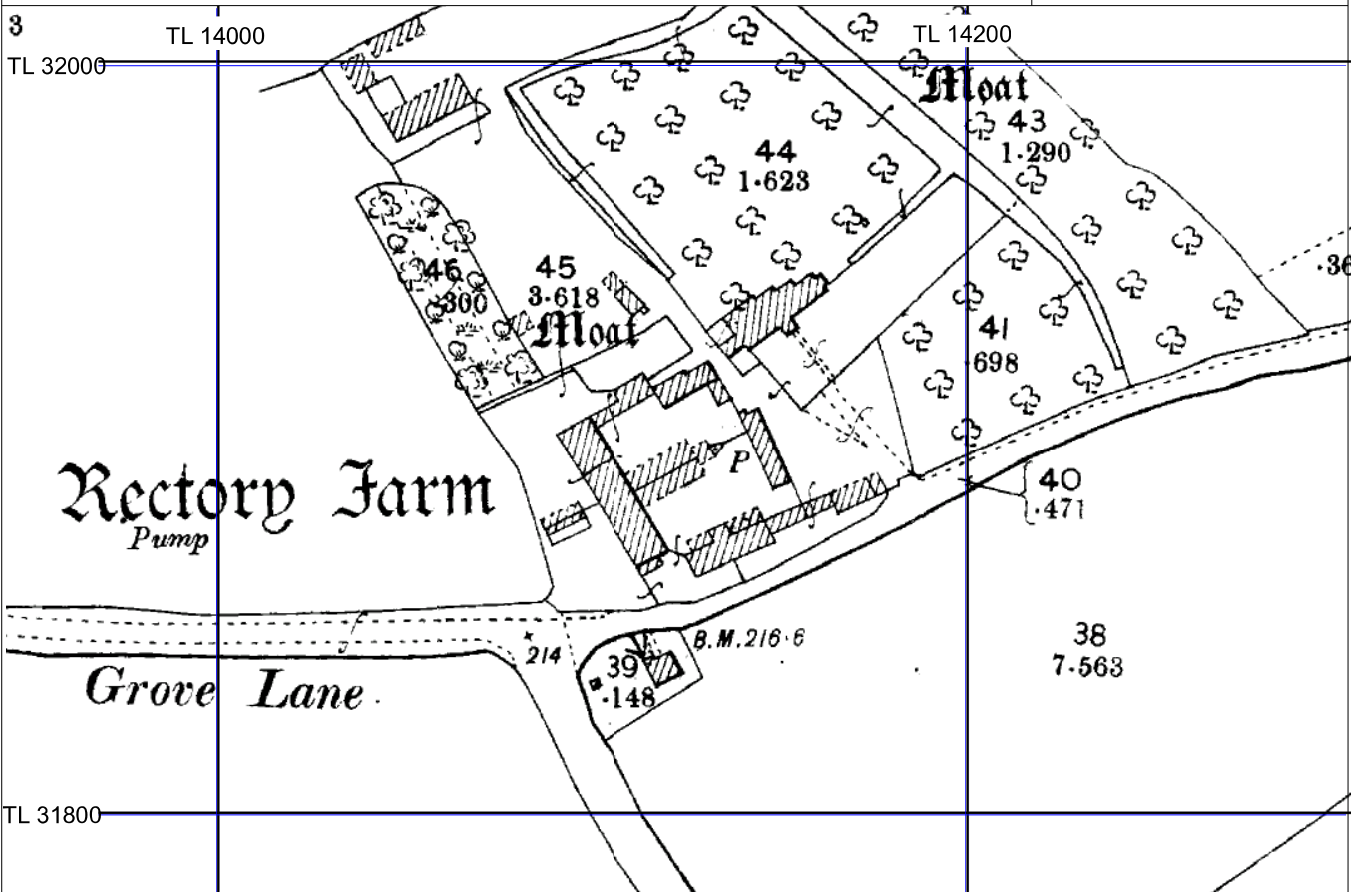 3
TL 14000
TL 14200
TL 32000
Moat
43
1·290
44
1·623
46
·300
45
3·618
Moat
·36
41
·698
Rectory Farm
Pump
P
40
·471
B.M.216·6
214
39
·148
38
7·563
Grove Lane
TL 31800